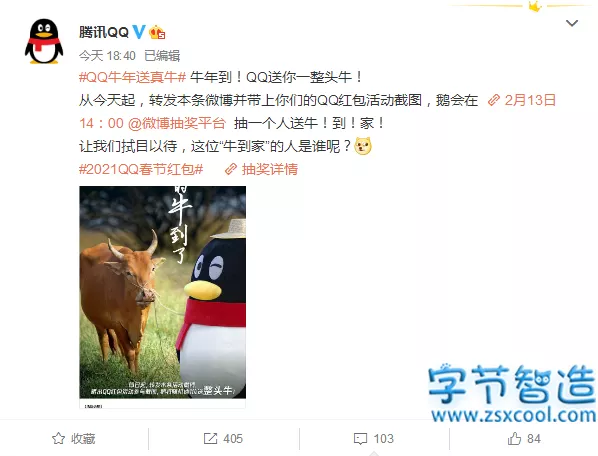 腾讯QQ
今天 18:40 已编辑
#QQ牛年送真牛# 牛年到！QQ送你一整头牛！
从今天起，转发本条微博并带上你们的QQ红包活动截图，鹅会在 2月13日
14：00 @微博抽奖平台 抽一个人送牛！到！家！
让我们拭目以待，这位“牛到家”的人是谁呢？
#2021QQ春节红包# 抽奖详情
的牛到了
整头牛
字节智造
www.zsxcool.com
收藏
405
103
84